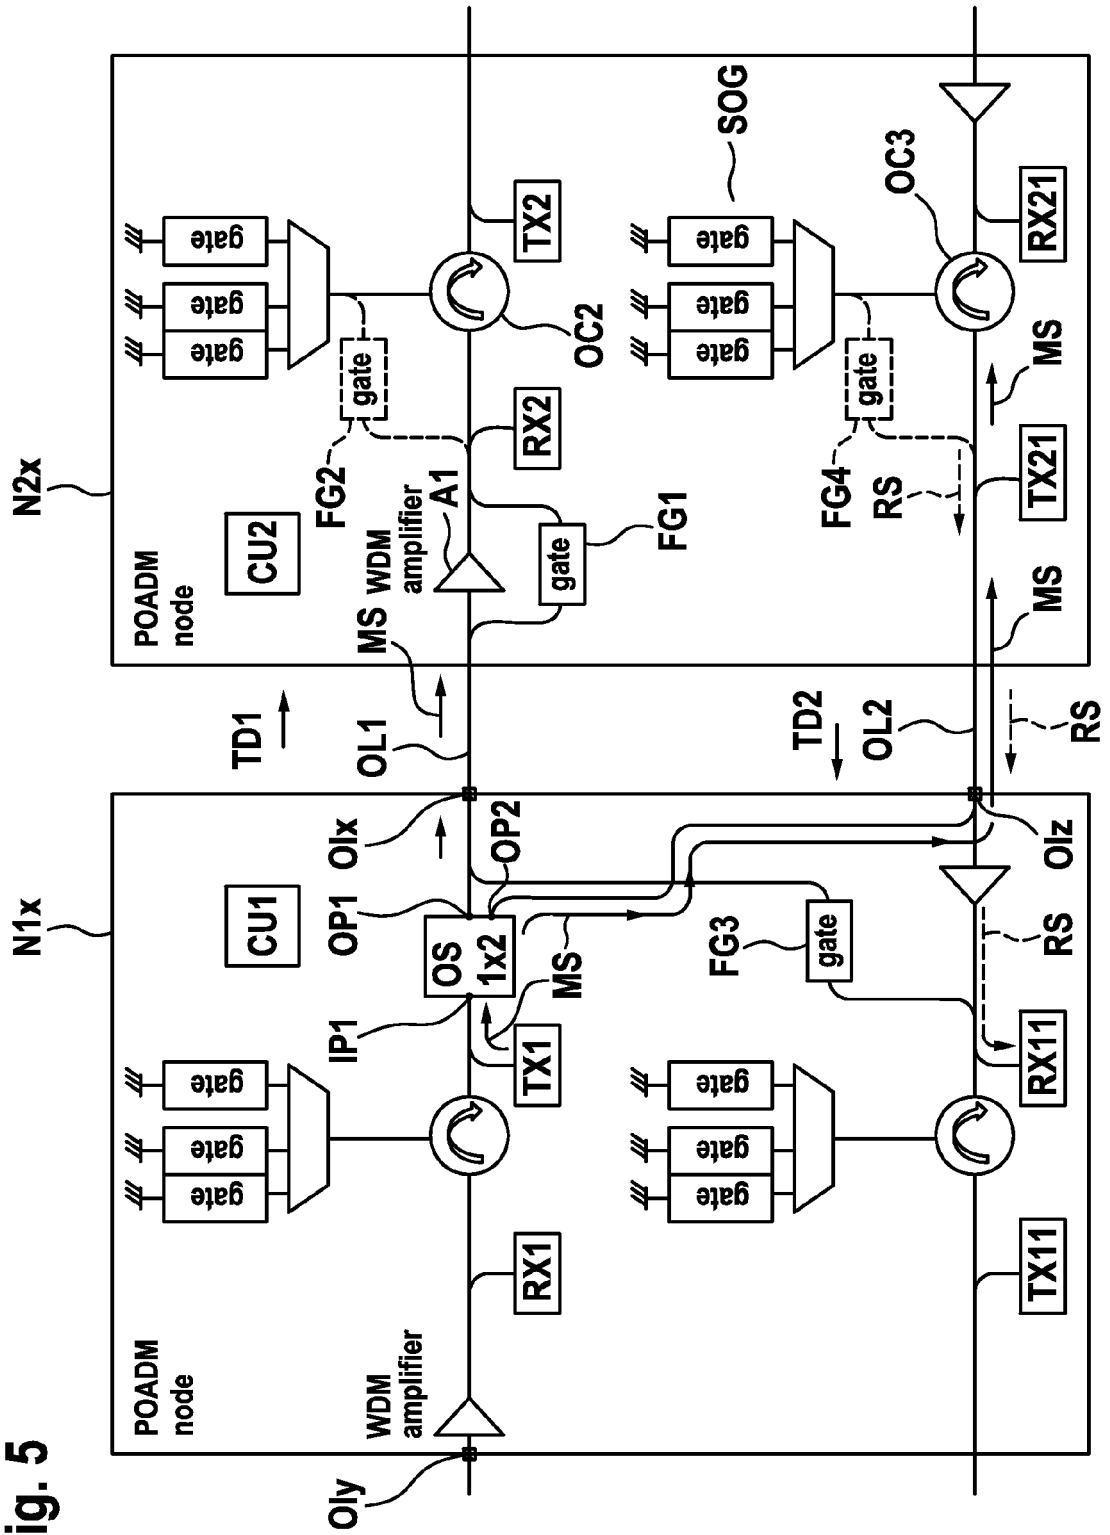 ig. 5
N1x
N2x
POADM
node
CU1
TD1
POADM
node
CU2
gate
gate
gate
gate
gate
gate
FG2
gate
OIy
WDM
amplifier
IP1
OP1
OIx
OL1
MS
WDM
amplifier
A1
OS
1x2
OP2
RX1
TX1
MS
gate
FG1
RX2
OC2
TX2
gate
gate
gate
FG3
gate
TD2
OL2
gate
gate
gate
SOG
FG4
gate
RS
OC3
TX11
RX11
RS
OIz
RS
MS
TX21
MS
RX21